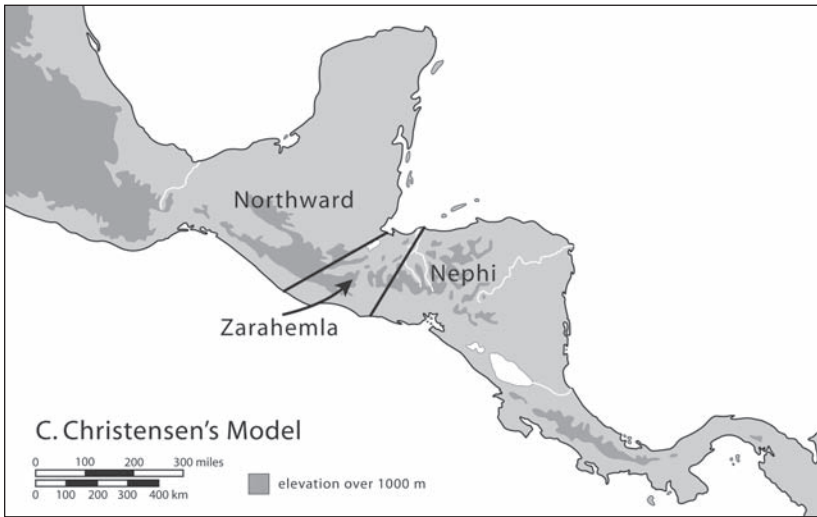 Northward
Nephi
Zarahemla
C. Christensen's Model
0 100 200 300 miles
0 100 200 300 400 km
elevation over 1000 m